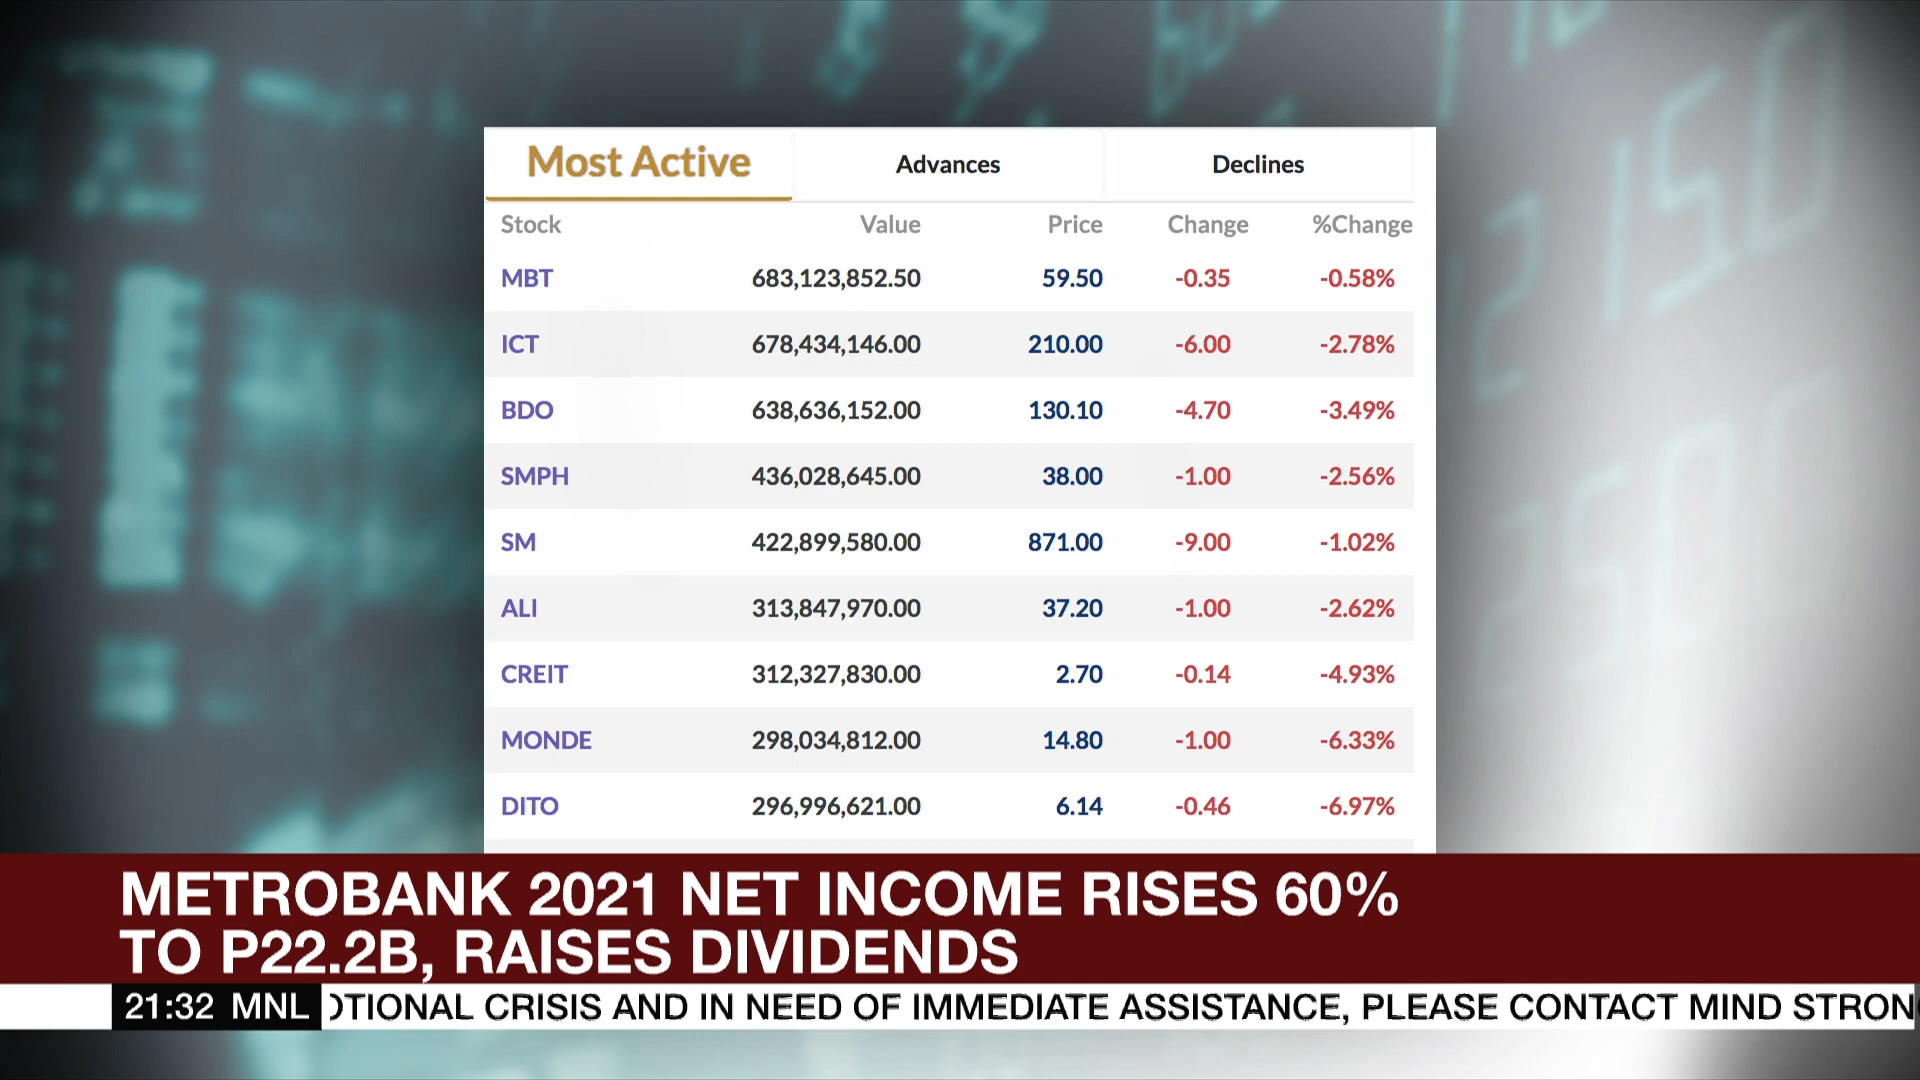 Most Active Advances Declines
Stock Value Price Change %Change
MBT 683,123,852.50 59.50 -0.35 -0.58%
ICT 678,434,146.00 210.00 -6.00 -2.78%
BDO 638,636,152.00 130.10 -4.70 -3.49%
SMPH 436,028,645.00 38.00 -1.00 -2.56%
SM 422,899,580.00 871.00 -9.00 -1.02%
ALI 313,847,970.00 37.20 -1.00 -2.62%
CREIT 312,327,830.00 2.70 -0.14 -4.93%
MONDE 298,034,812.00 14.80 -1.00 -6.33%
DITO 296,996,621.00 6.14 -0.46 -6.97%
METROBANK 2021 NET INCOME RISES 60%
TO P22.2B, RAISES DIVIDENDS
21:32 MNL OTIONAL CRISIS AND IN NEED OF IMMEDIATE ASSISTANCE, PLEASE CONTACT MIND STRON